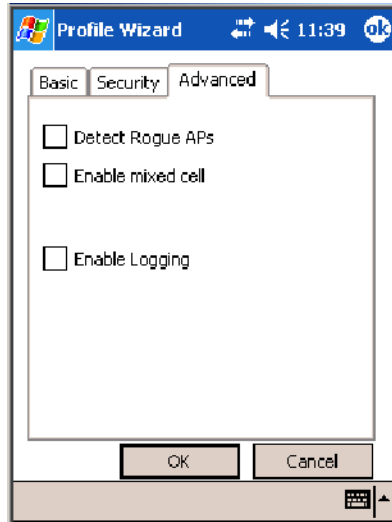 Profile Wizard 11:39 ok
Basic Security Advanced
Detect Rogue APs
Enable mixed cell
Enable Logging
OK Cancel